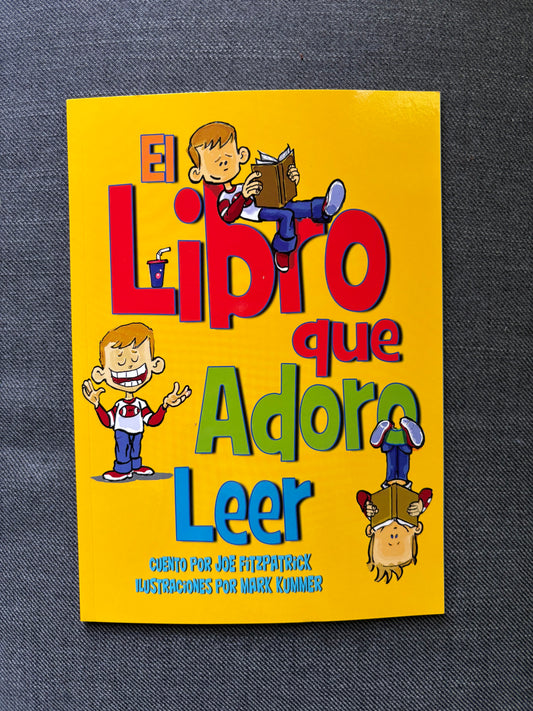 El
Libro
que
Adoro
Leer
CUENTO POR JOE FITZPATRICK
ILUSTRACIONES POR MARK KUMMER